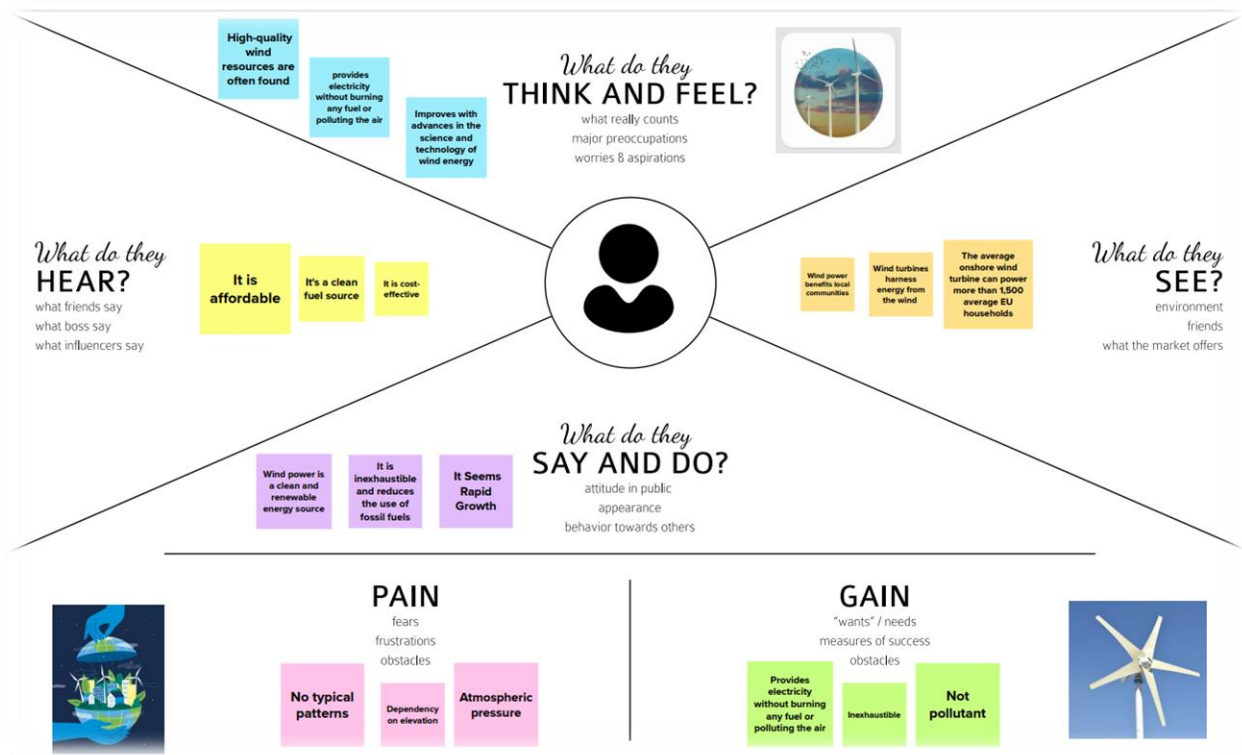 High-quality
wind
resources are
often found
provides
electricity
without burning
any fuel or
polluting the air
Improves with
advances in the
science and
technology of
wind energy
What do they
THINK AND FEEL?
what really counts
major preoccupations
worries & aspirations
What do they
HEAR?
what friends say
what boss say
what influencers say
It is
affordable
It's a clean
fuel source
It is cost-
effective
Wind power
benefits local
communities
Wind turbines
harness
energy from
the wind
The average
onshore wind
turbine can power
more than 1,500
average EU
households
What do they
SEE?
environment
friends
what the market offers
What do they
SAY AND DO?
attitude in public
appearance
behavior towards others
Wind power is
a clean and
renewable
energy source
It is
inexhaustible
and reduces
the use of
fossil fuels
It Seems
Rapid
Growth
PAIN
fears
frustrations
obstacles
No typical
patterns
Dependency
on elevation
Atmospheric
pressure
GAIN
"wants" / needs
measures of success
obstacles
Provides
electricity
without burning
any fuel or
polluting the air
Inexhaustible
Not
pollutant